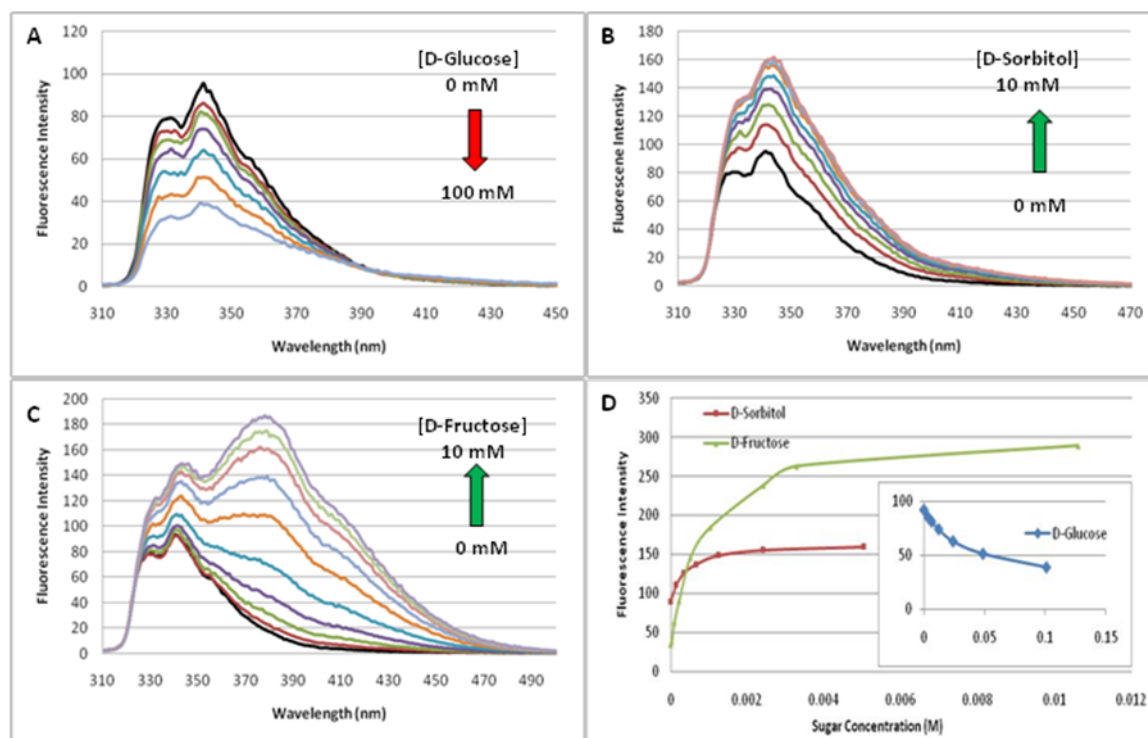 A
[D-Glucose]
0 mM
100 mM
Fluorescence Intensity
120
100
80
60
40
20
0
310 330 350 370 390 410 430 450
Wavelength (nm)
B
[D-Sorbitol]
10 mM
0 mM
Fluorescene Intensity
180
160
140
120
100
80
60
40
20
0
310 330 350 370 390 410 430 450 470
Wavelength (nm)
C
[D-Fructose]
10 mM
0 mM
Fluorescence Intensity
200
180
160
140
120
100
80
60
40
20
0
310 330 350 370 390 410 430 450 470 490
Wavelength (nm)
D
D-Sorbitol
D-Fructose
Fluorescence Intensity
350
300
250
200
150
100
50
0
0 0.002 0.004 0.006 0.008 0.01 0.012
Sugar Concentration (M)
100
50
0
D-Glucose
0 0.05 0.1 0.15